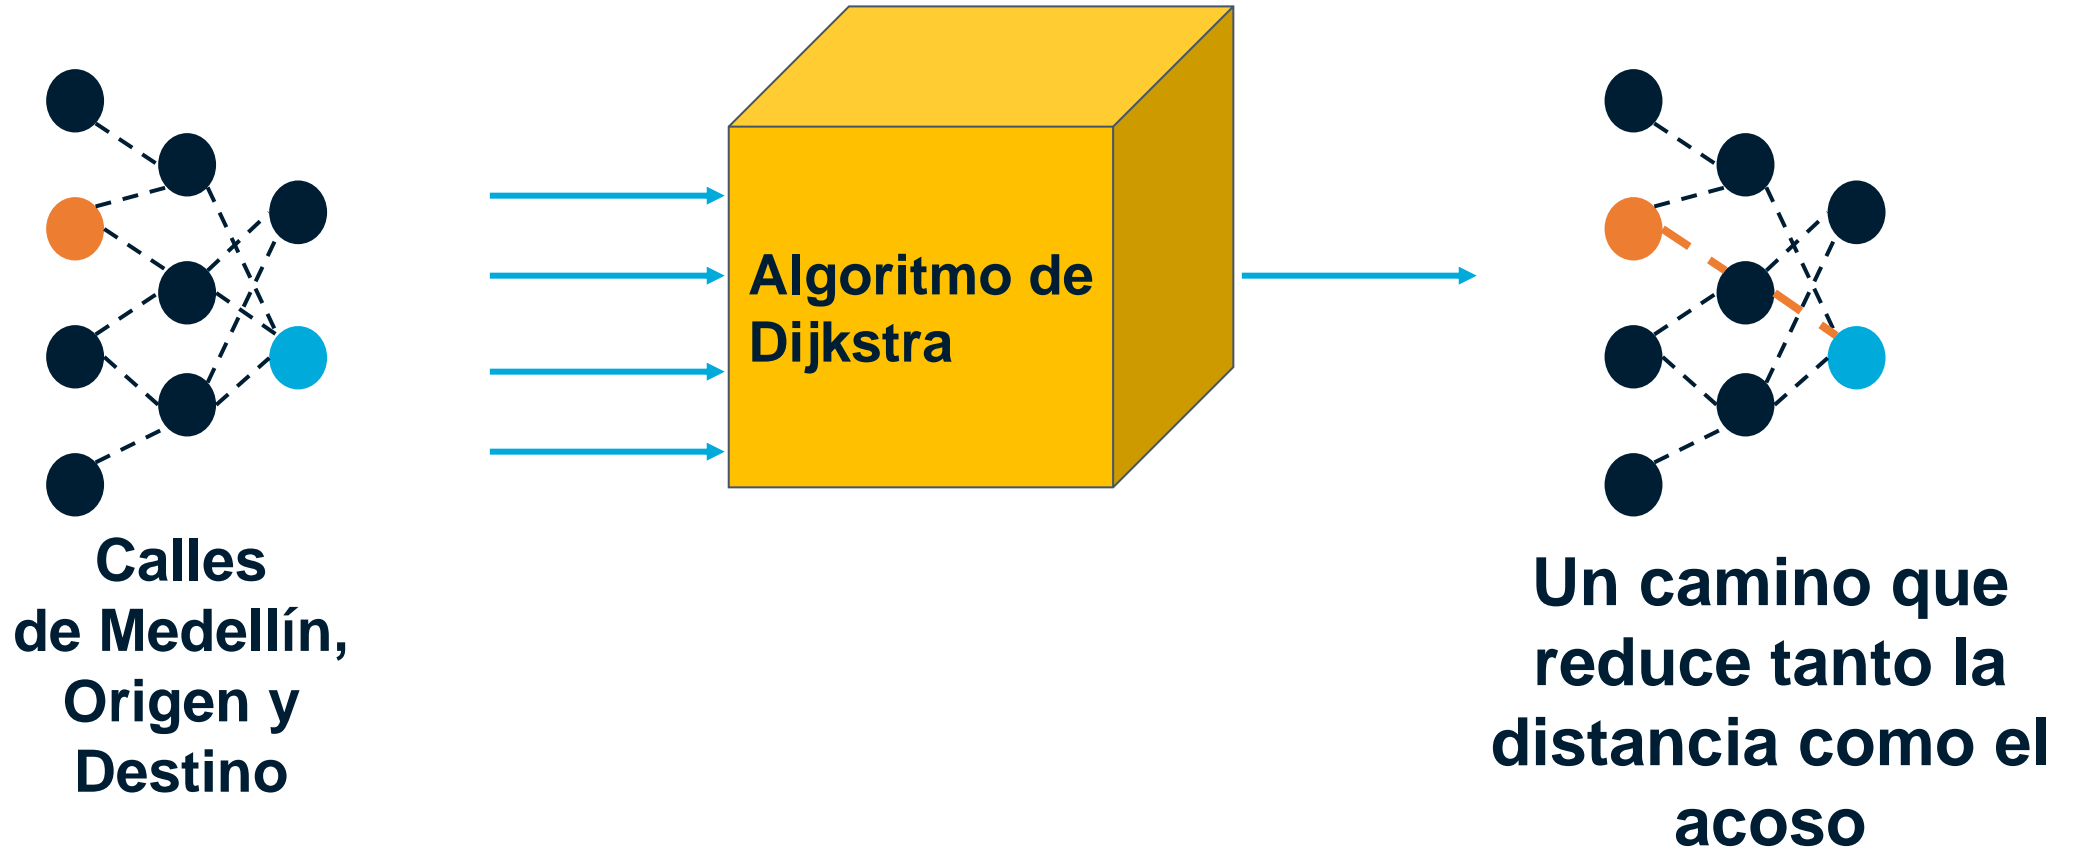 Algoritmo de
Dijkstra
Calles
de Medellín,
Origen y
Destino
Un camino que
reduce tanto la
distancia como el
acoso